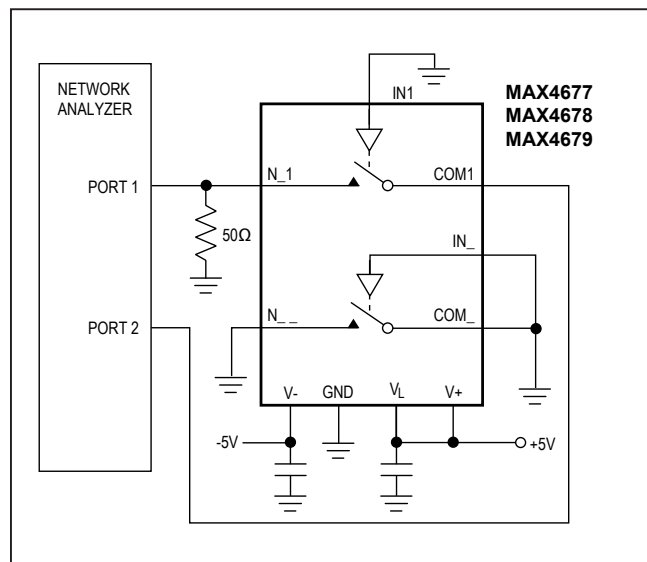 NETWORK
ANALYZER
IN1
MAX4677
MAX4678
MAX4679
PORT 1
N_1
COM1
50Ω
IN_
PORT 2
N_ _
COM_
V-
GND
VL
V+
-5V
+5V